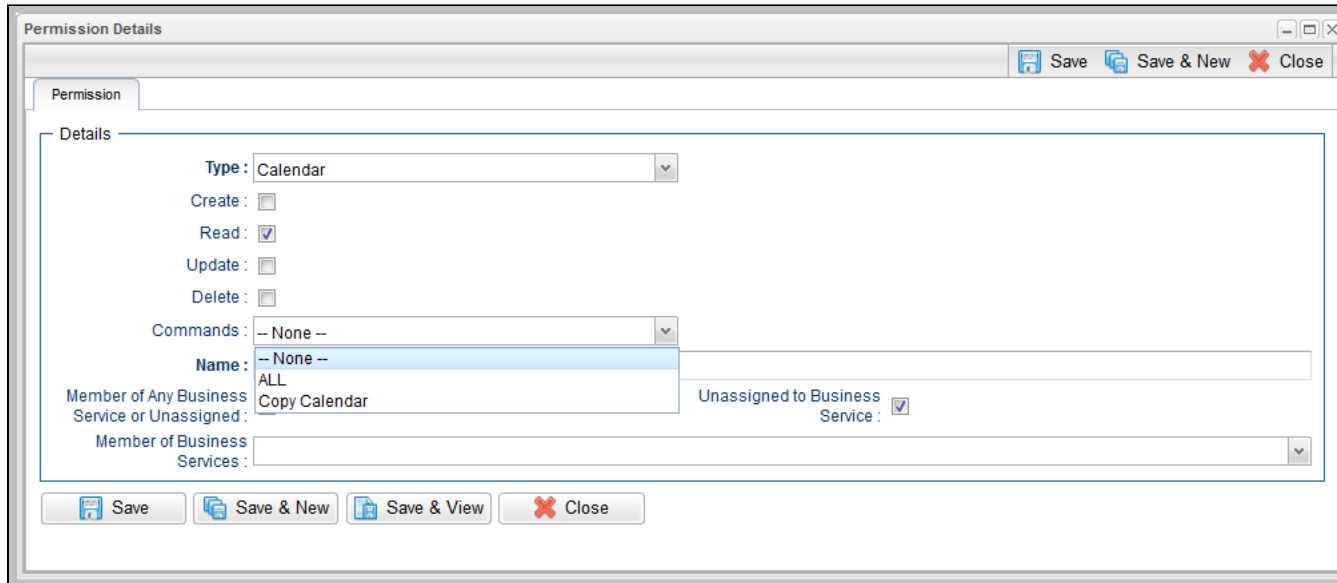 Permission Details
Save Save & New Close
Permission
Details
Type : Calendar
Create :
Read :
Update :
Delete :
Commands : -- None --
-- None --
Name :
ALL
Copy Calendar
Member of Any Business
Service or Unassigned :
Unassigned to Business
Service :
Member of Business
Services :
Save Save & New Save & View Close